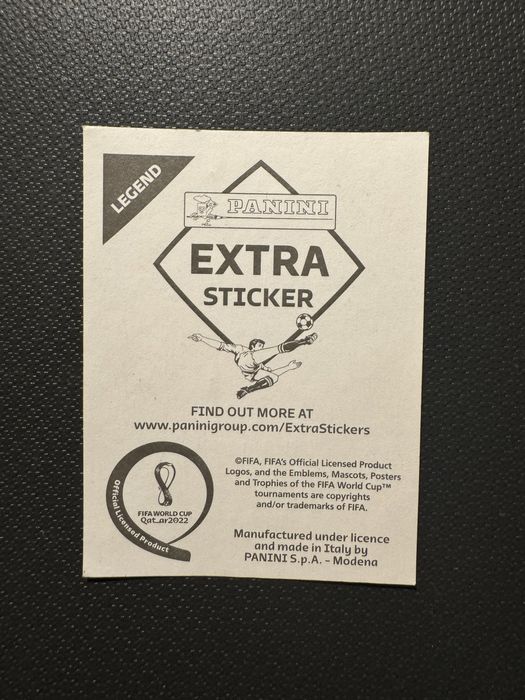 LEGEND
PANINI
EXTRA
STICKER
FIND OUT MORE AT
www.paninigroup.com/ExtraStickers
©FIFA, FIFA's Official Licensed Product
Logos, and the Emblems, Mascots, Posters
and Trophies of the FIFA World Cup™
tournaments are copyrights
and/or trademarks of FIFA.
FIFA WORLD CUP
Qatar2022
Official Licensed Product
Manufactured under licence
and made in Italy by
PANINI S.p.A. - Modena